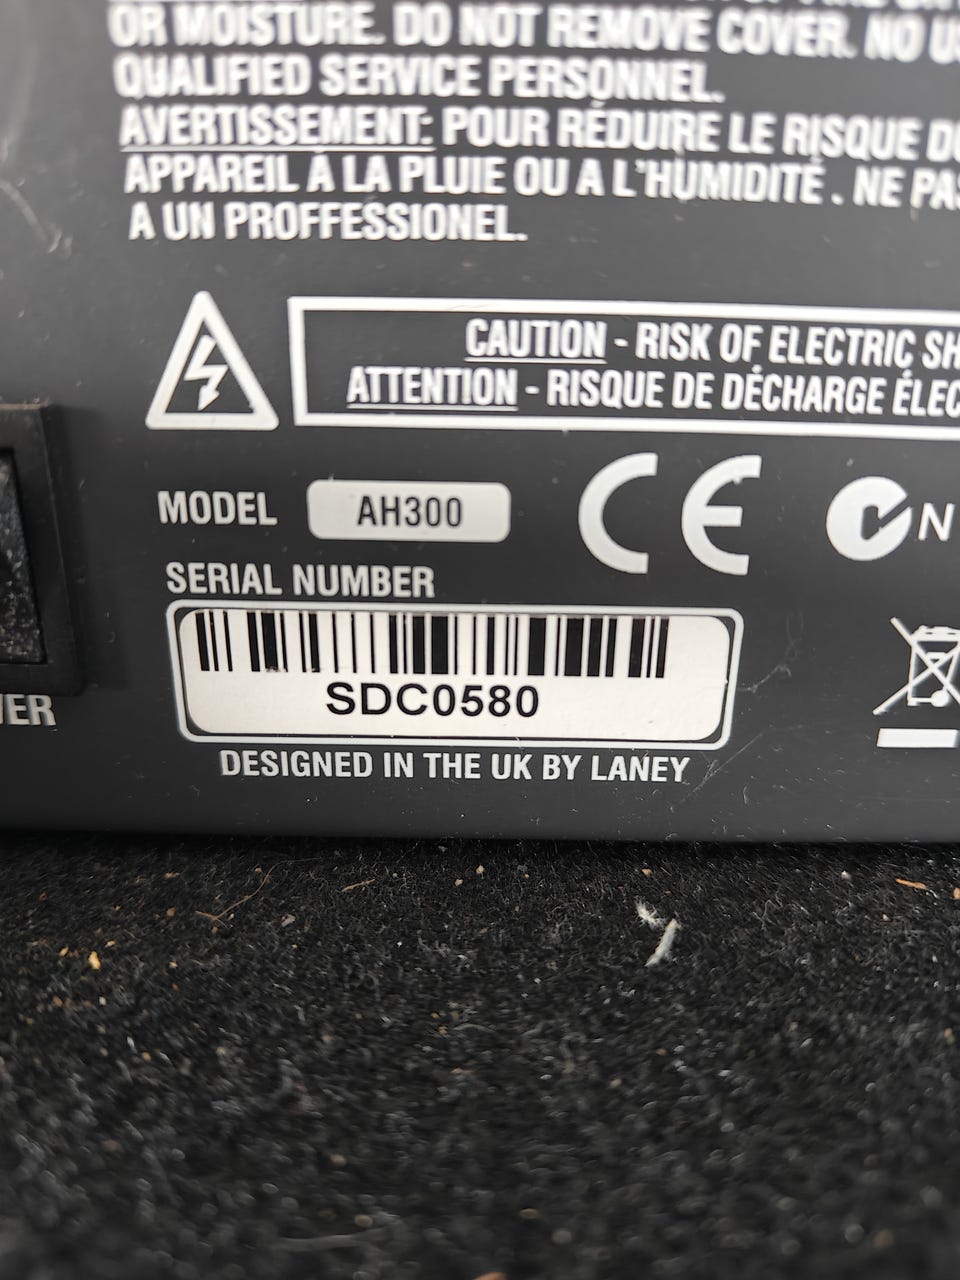 OR MOISTURE. DO NOT REMOVE COVER. NO
QUALIFIED SERVICE PERSONNEL.
AVERTISSEMENT: POUR RÉDUIRE LE RISQUE
APPAREIL À LA PLUIE OU A L'HUMIDITÉ . NE
A UN PROFFESSIONEL.
CAUTION - RISK OF ELECTRIC
ATTENTION - RISQUE DE DÉCHARGE
MODEL AH300 CE N
SERIAL NUMBER
SDC0580
DESIGNED IN THE UK BY LANEY